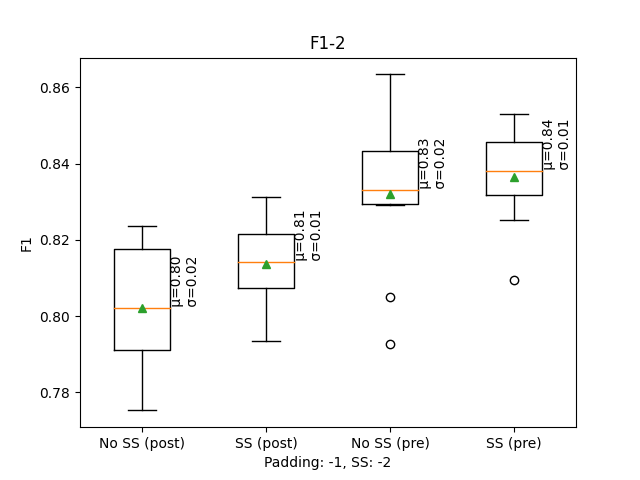 F1-2
0.86
0.84
0.82
0.80
0.78
F1
μ=0.80
σ=0.02
μ=0.81
σ=0.01
μ=0.83
σ=0.02
μ=0.84
σ=0.01
No SS (post) SS (post) No SS (pre) SS (pre)
Padding: -1, SS: -2